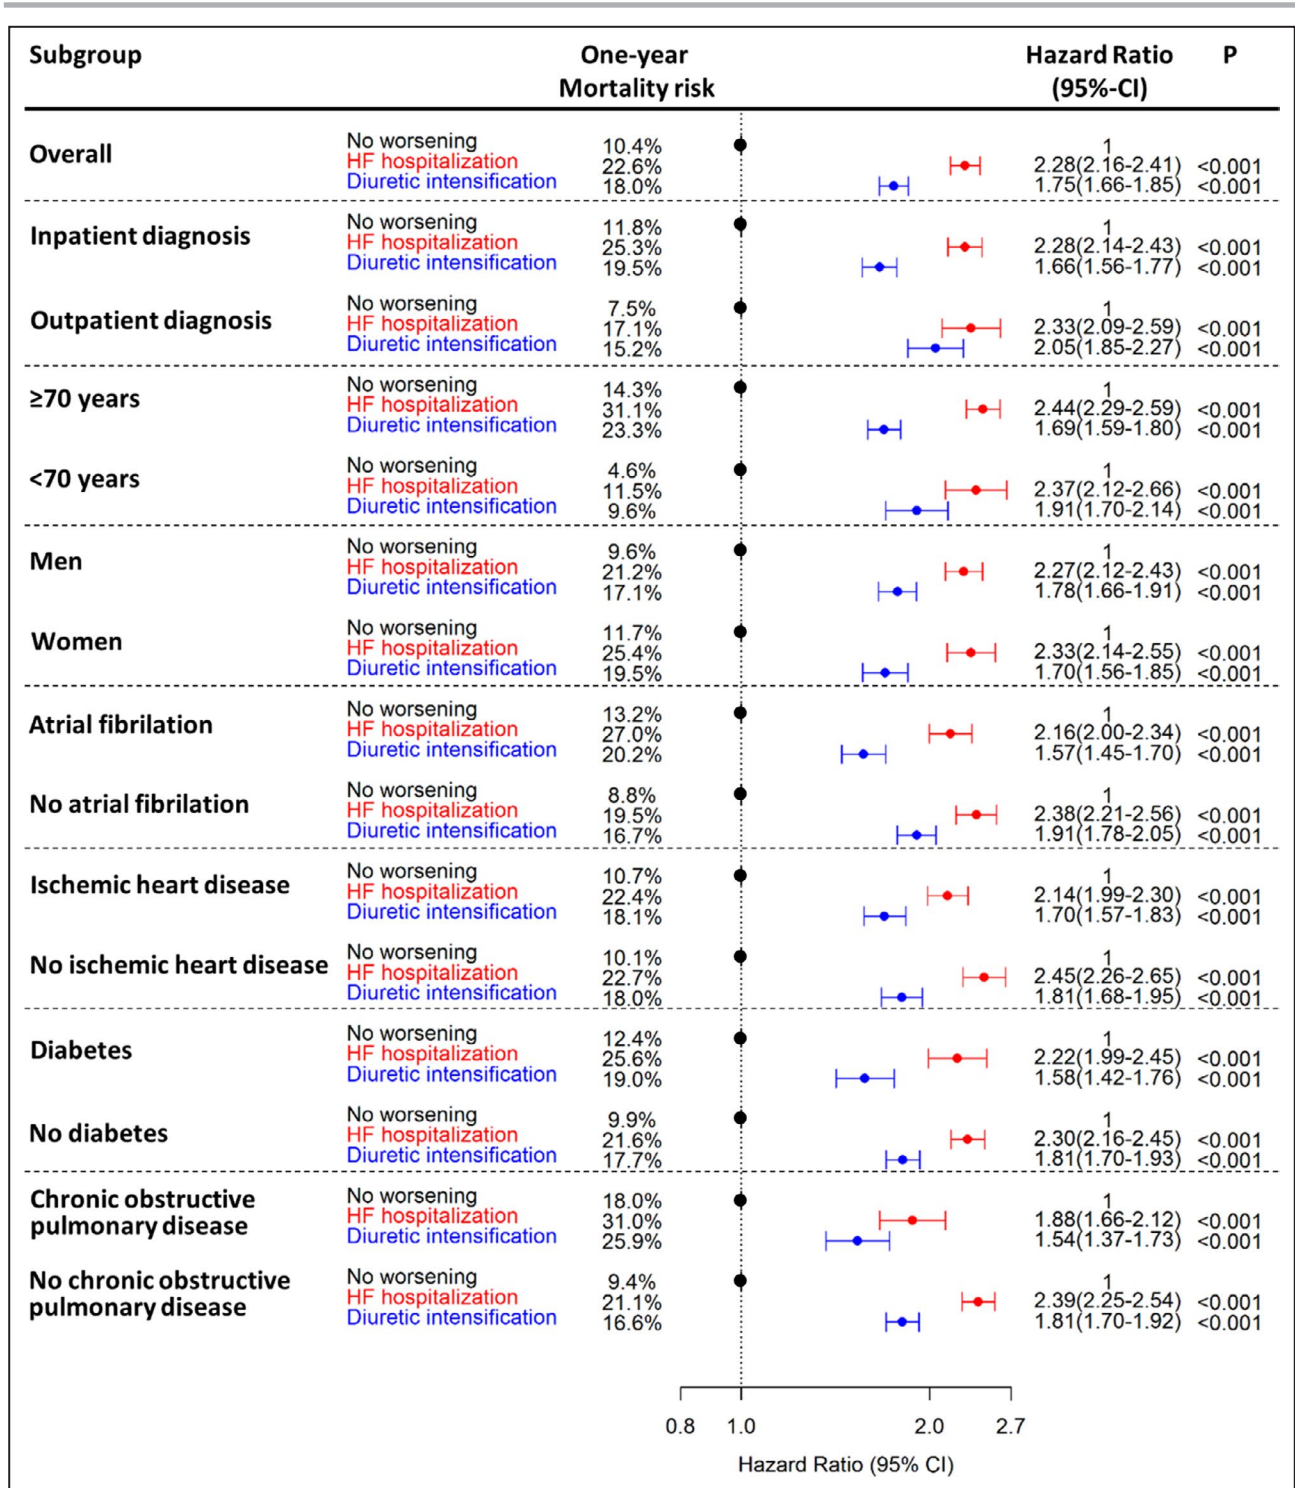 Subgroup One-year Mortality risk Hazard Ratio (95%-CI) P
Overall
No worsening 10.4% 1
HF hospitalization 22.6% 2.28(2.16-2.41) <0.001
Diuretic intensification 18.0% 1.75(1.66-1.85) <0.001
Inpatient diagnosis
No worsening 11.8% 1
HF hospitalization 25.3% 2.28(2.14-2.43) <0.001
Diuretic intensification 19.5% 1.66(1.56-1.77) <0.001
Outpatient diagnosis
No worsening 7.5% 1
HF hospitalization 17.1% 2.33(2.09-2.59) <0.001
Diuretic intensification 15.2% 2.05(1.85-2.27) <0.001
≥70 years
No worsening 14.3% 1
HF hospitalization 31.1% 2.44(2.29-2.59) <0.001
Diuretic intensification 23.3% 1.69(1.59-1.80) <0.001
<70 years
No worsening 4.6% 1
HF hospitalization 11.5% 2.37(2.12-2.66) <0.001
Diuretic intensification 9.6% 1.91(1.70-2.14) <0.001
Men
No worsening 9.6% 1
HF hospitalization 21.2% 2.27(2.12-2.43) <0.001
Diuretic intensification 17.1% 1.78(1.66-1.91) <0.001
Women
No worsening 11.7% 1
HF hospitalization 25.4% 2.33(2.14-2.55) <0.001
Diuretic intensification 19.5% 1.70(1.56-1.85) <0.001
Atrial fibrilation
No worsening 13.2% 1
HF hospitalization 27.0% 2.16(2.00-2.34) <0.001
Diuretic intensification 20.2% 1.57(1.45-1.70) <0.001
No atrial fibrilation
No worsening 8.8% 1
HF hospitalization 19.5% 2.38(2.21-2.56) <0.001
Diuretic intensification 16.7% 1.91(1.78-2.05) <0.001
Ischemic heart disease
No worsening 10.7% 1
HF hospitalization 22.4% 2.14(1.99-2.30) <0.001
Diuretic intensification 18.1% 1.70(1.57-1.83) <0.001
No ischemic heart disease
No worsening 10.1% 1
HF hospitalization 22.7% 2.45(2.26-2.65) <0.001
Diuretic intensification 18.0% 1.81(1.68-1.95) <0.001
Diabetes
No worsening 12.4% 1
HF hospitalization 25.6% 2.22(1.99-2.45) <0.001
Diuretic intensification 19.0% 1.58(1.42-1.76) <0.001
No diabetes
No worsening 9.9% 1
HF hospitalization 21.6% 2.30(2.16-2.45) <0.001
Diuretic intensification 17.7% 1.81(1.70-1.93) <0.001
Chronic obstructive
pulmonary disease
No worsening 18.0% 1
HF hospitalization 31.0% 1.88(1.66-2.12) <0.001
Diuretic intensification 25.9% 1.54(1.37-1.73) <0.001
No chronic obstructive
pulmonary disease
No worsening 9.4% 1
HF hospitalization 21.1% 2.39(2.25-2.54) <0.001
Diuretic intensification 16.6% 1.81(1.70-1.92) <0.001
0.8 1.0 2.0 2.7
Hazard Ratio (95% CI)